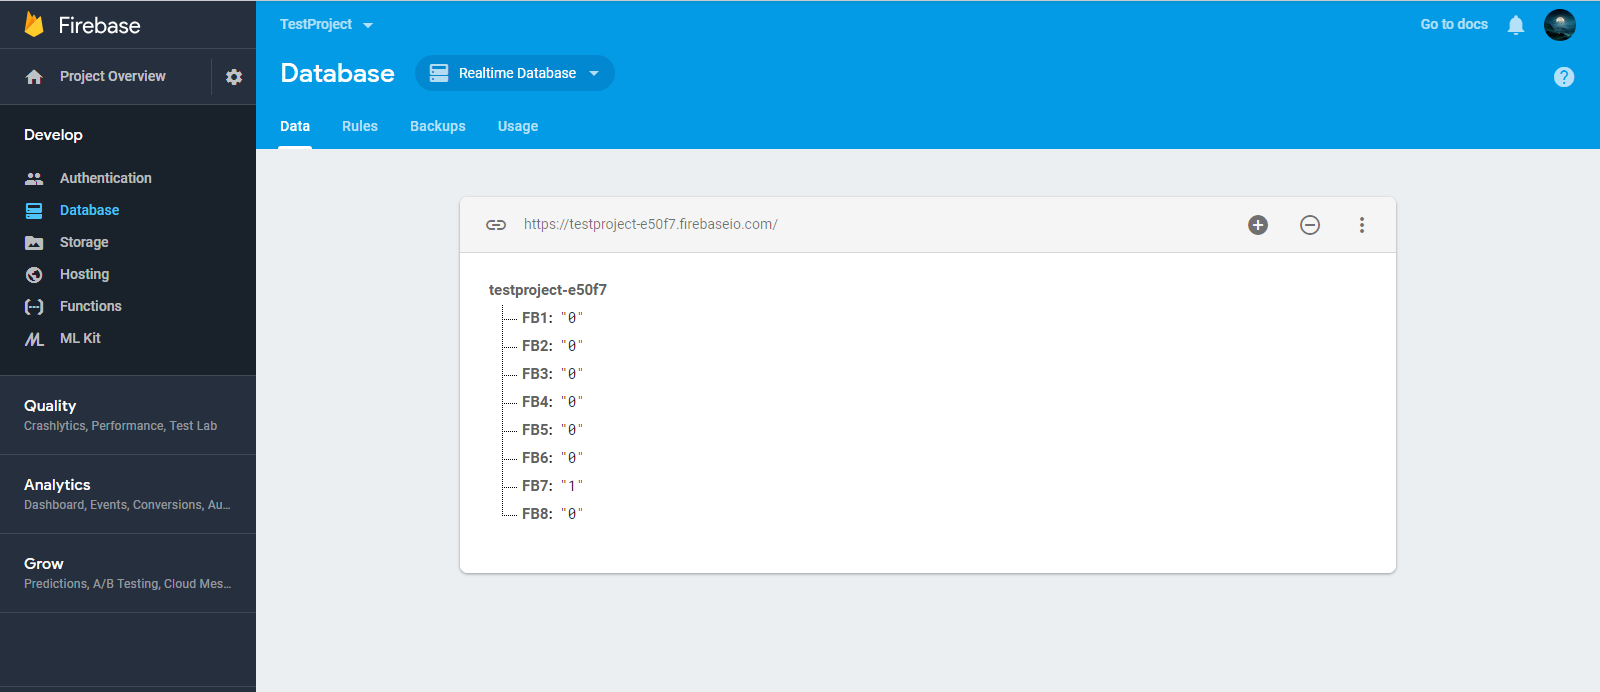 Firebase
Project Overview
Develop
Authentication
Database
Storage
Hosting
Functions
ML Kit
Quality
Crashlytics, Performance, Test Lab
Analytics
Dashboard, Events, Conversions, Au...
Grow
Predictions, A/B Testing, Cloud Mes...
TestProject
Go to docs
Database
Realtime Database
?
Data Rules Backups Usage
https://testproject-e50f7.firebaseio.com/
testproject-e50f7
FB1: "0"
FB2: "0"
FB3: "0"
FB4: "0"
FB5: "0"
FB6: "0"
FB7: "1"
FB8: "0"